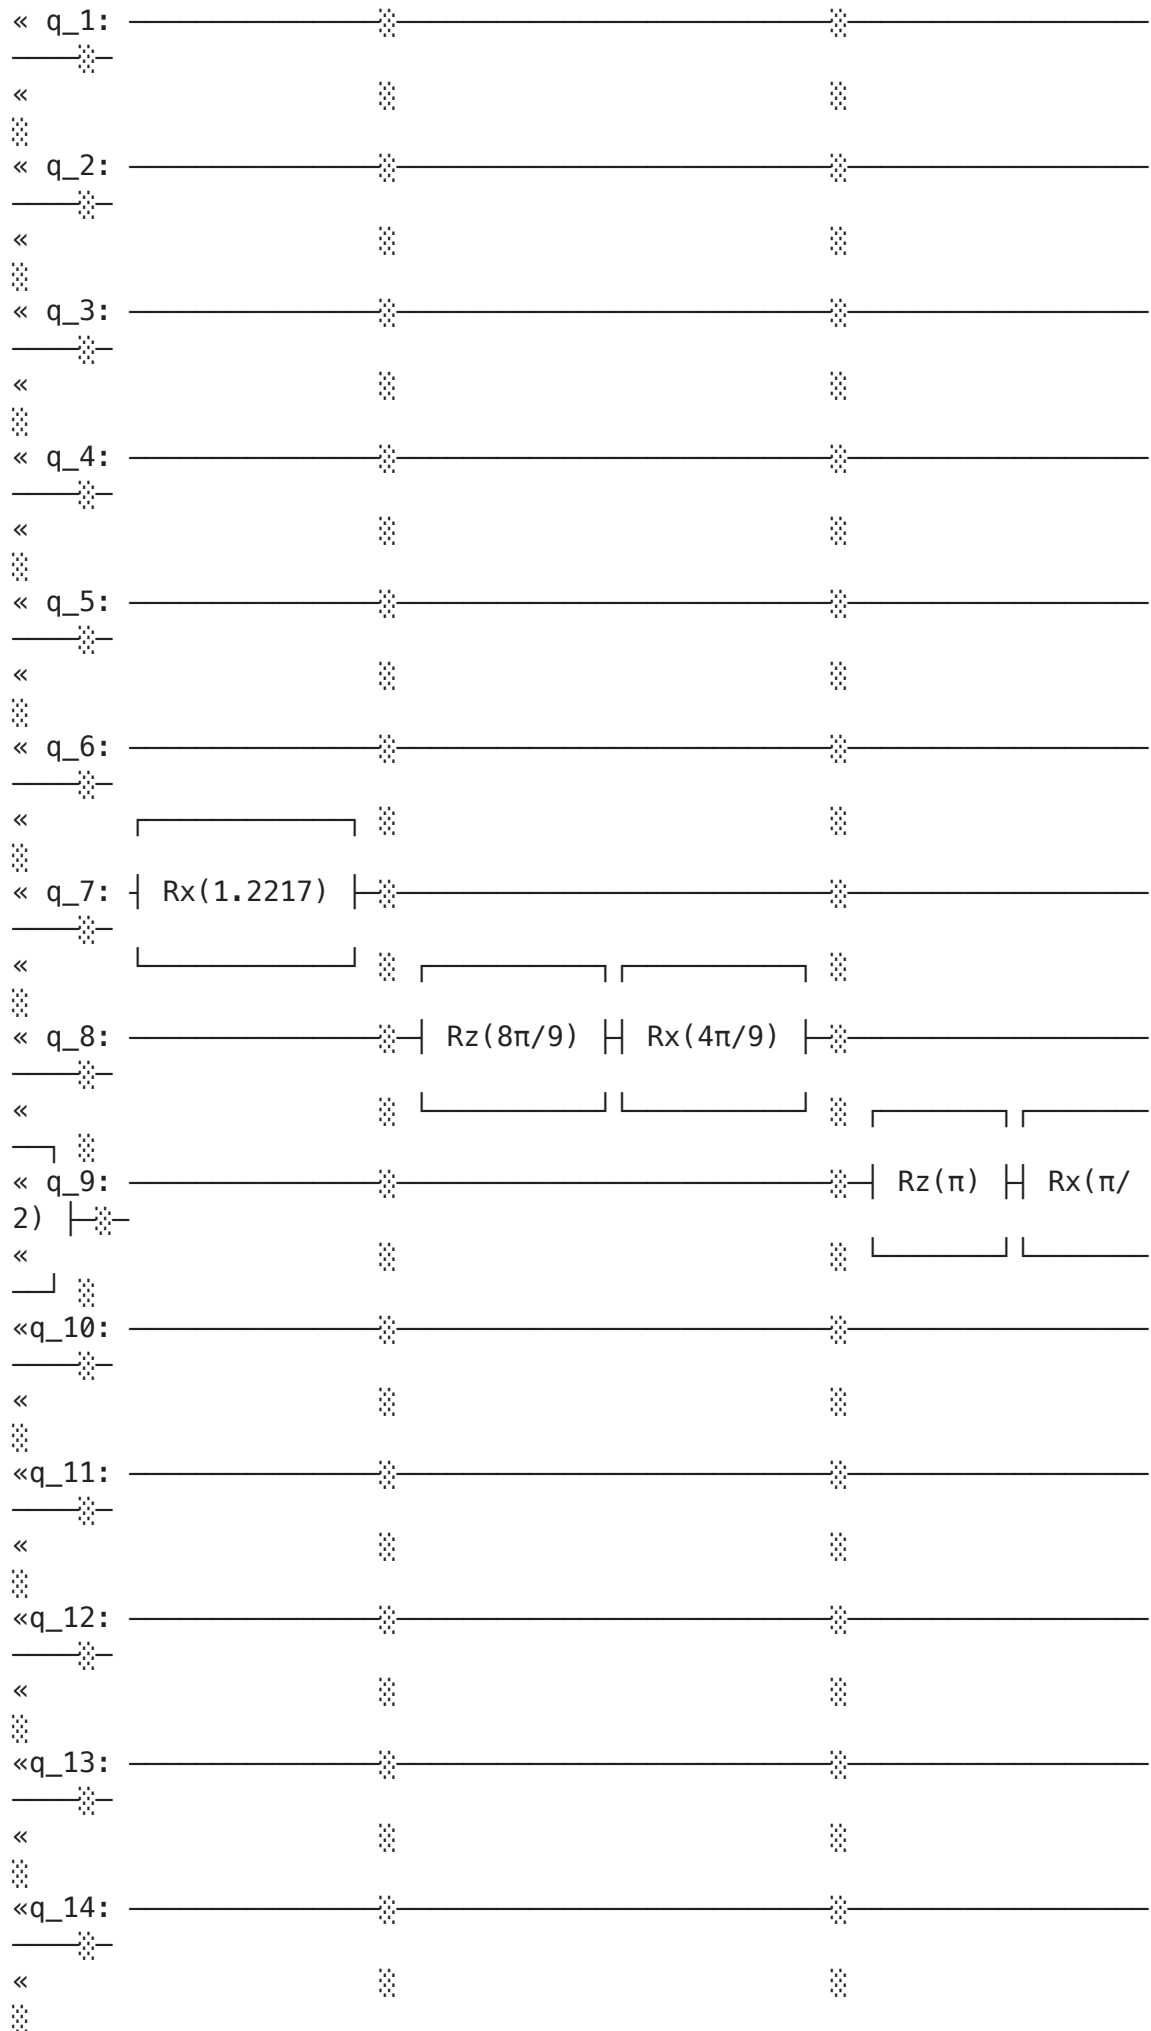 « q_1: ───────────────░──────────────────────────░──────────────────
─────░─
«                     ░                          ░
░
« q_2: ───────────────░──────────────────────────░──────────────────
─────░─
«                     ░                          ░
░
« q_3: ───────────────░──────────────────────────░──────────────────
─────░─
«                     ░                          ░
░
« q_4: ───────────────░──────────────────────────░──────────────────
─────░─
«                     ░                          ░
░
« q_5: ───────────────░──────────────────────────░──────────────────
─────░─
«                     ░                          ░
░
« q_6: ───────────────░──────────────────────────░──────────────────
─────░─
«      ┌────────────┐ ░                          ░
░
« q_7: ┤ Rx(1.2217) ├─░──────────────────────────░──────────────────
─────░─
«      └────────────┘ ░ ┌──────────┐┌──────────┐ ░
░
« q_8: ───────────────░─┤ Rz(8π/9) ├┤ Rx(4π/9) ├─░──────────────────
─────░─
«                     ░ └──────────┘└──────────┘ ░ ┌───────┐┌───────
──┐ ░
« q_9: ───────────────░──────────────────────────░─┤ Rz(π) ├┤ Rx(π/
2) ├─░─
«                     ░                          ░ └───────┘└───────
──┘ ░
«q_10: ───────────────░──────────────────────────░──────────────────
─────░─
«                     ░                          ░
░
«q_11: ───────────────░──────────────────────────░──────────────────
─────░─
«                     ░                          ░
░
«q_12: ───────────────░──────────────────────────░──────────────────
─────░─
«                     ░                          ░
░
«q_13: ───────────────░──────────────────────────░──────────────────
─────░─
«                     ░                          ░
░
«q_14: ───────────────░──────────────────────────░──────────────────
─────░─
«                     ░                          ░
░